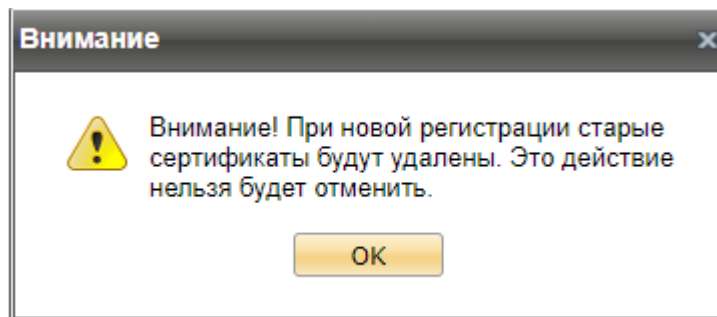 Внимание
Внимание! При новой регистрации старые
сертификаты будут удалены. Это действие
нельзя будет отменить.
OK